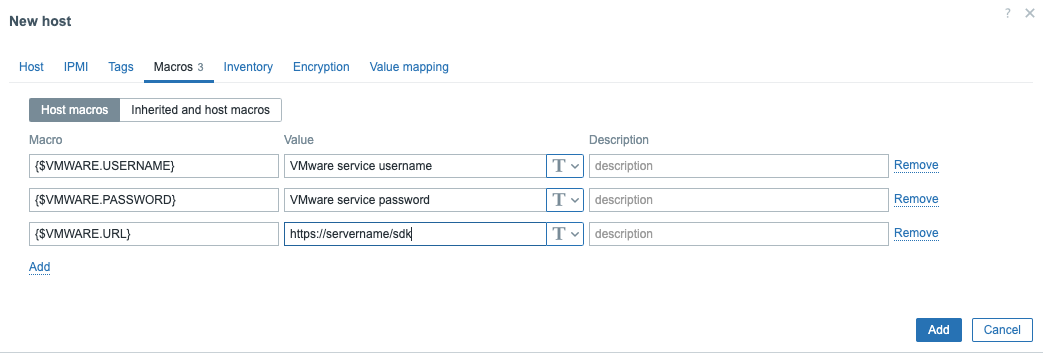 New host
?
Host IPMI Tags Macros 3 Inventory Encryption Value mapping
Host macros Inherited and host macros
Macro Value Description
{$VMWARE.USERNAME} VMware service username T description Remove
{$VMWARE.PASSWORD} VMware service password T description Remove
{$VMWARE.URL} https://servername/sdk T description Remove
Add
Add Cancel